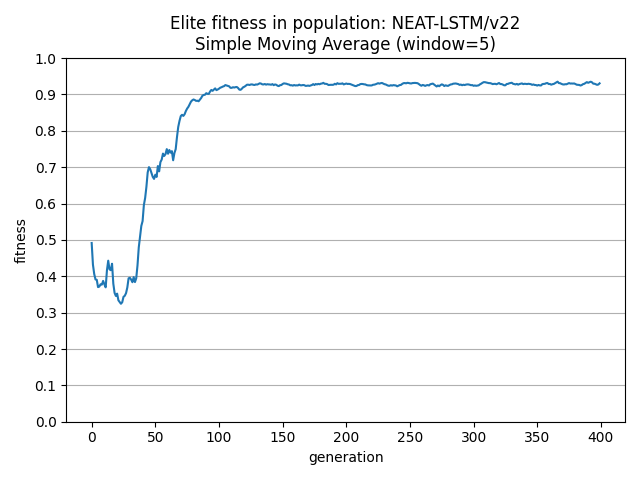 Elite fitness in population: NEAT-LSTM/v22
Simple Moving Average (window=5)
1.0
0.9
0.8
0.7
0.6
0.5
0.4
0.3
0.2
0.1
0.0
fitness
0 50 100 150 200 250 300 350 400
generation